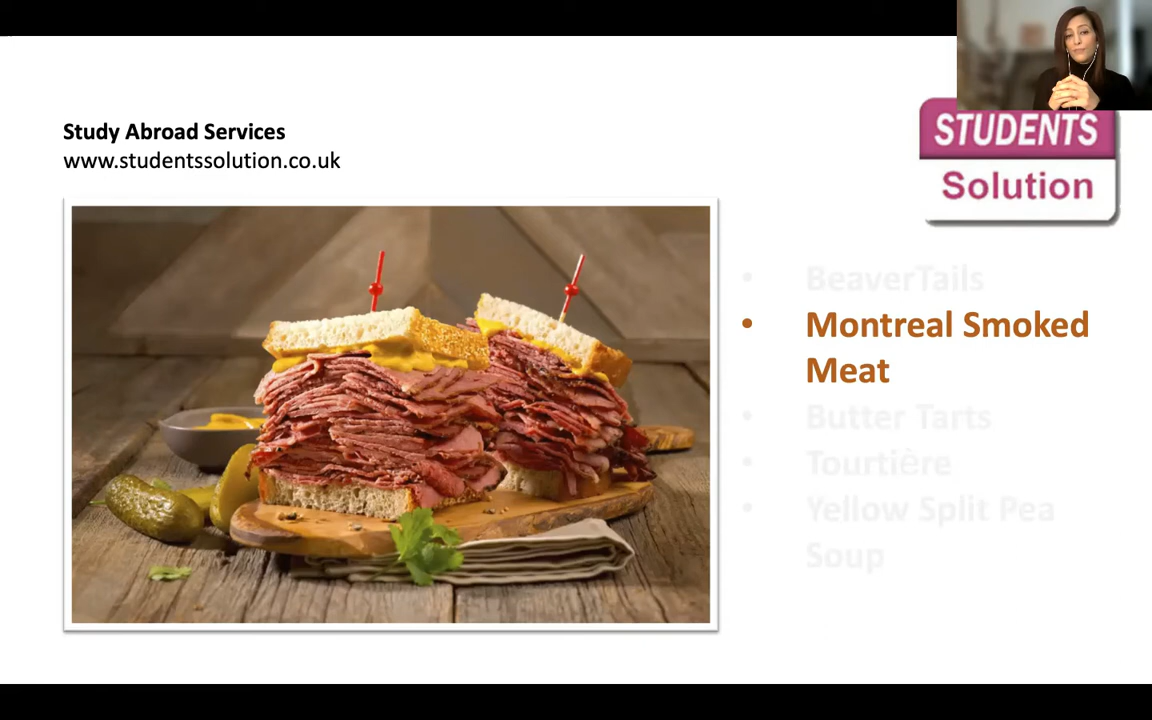 Study Abroad Services
www.studentssolution.co.uk
STUDENTS
Solution
• BeaverTails
• Montreal Smoked
Meat
• Butter Tarts
• Tourtière
• Yellow Split Pea
Soup